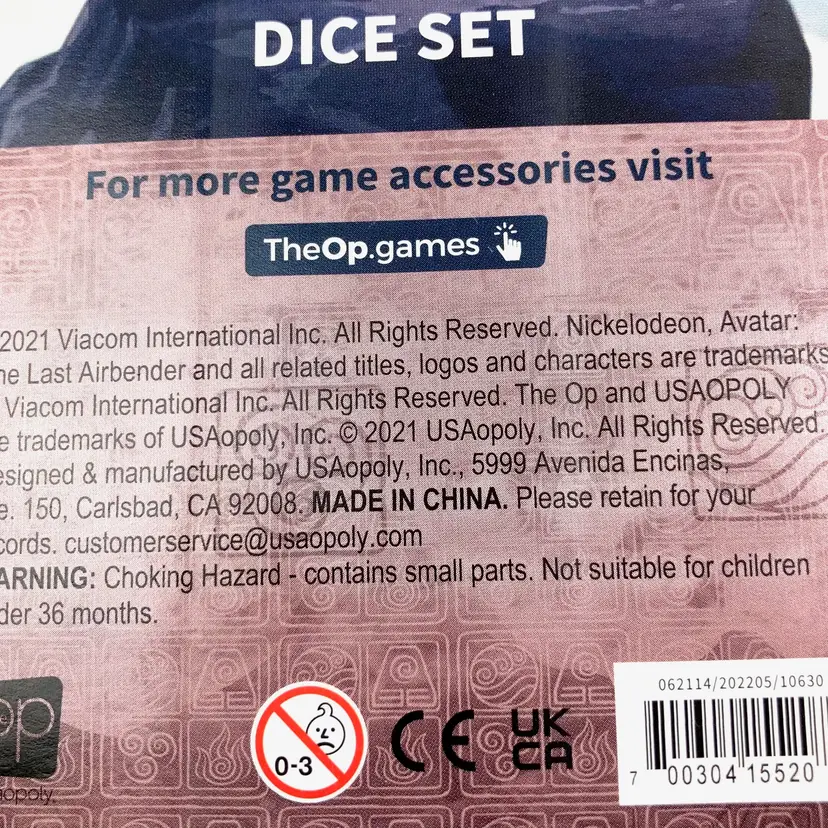 DICE SET
For more game accessories visit
TheOp.games
2021 Viacom International Inc. All Rights Reserved. Nickelodeon, Avatar:
Last Airbender and all related titles, logos and characters are trademarks
Viacom International Inc. All Rights Reserved. The Op and USAOPOLY
trademarks of USAopoly, Inc. © 2021 USAopoly, Inc. All Rights Reserved.
esigned & manufactured by USAopoly, Inc., 5999 Avenida Encinas,
e. 150, Carlsbad, CA 92008. MADE IN CHINA. Please retain for your
cords. customerservice@usaopoly.com
ARNING: Choking Hazard - contains small parts. Not suitable for children
der 36 months.
op
aopoly.
0-3
CE
UK
CA
062114/202205/10630
7 00304 15520